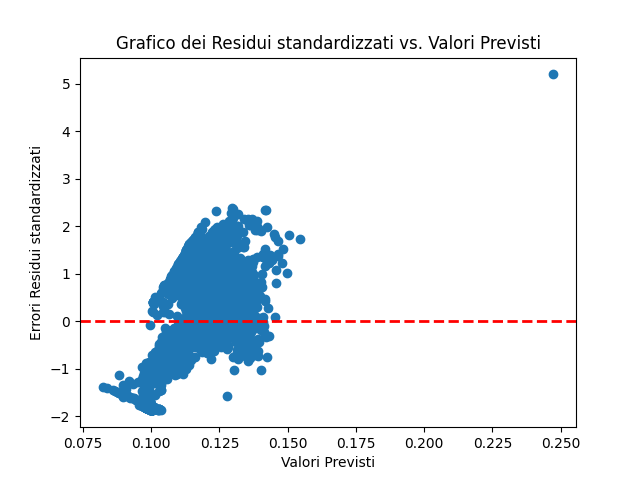 Grafico dei Residui standardizzati vs. Valori Previsti
Errori Residui standardizzati
5
4
3
2
1
0
−1
−2
0.075 0.100 0.125 0.150 0.175 0.200 0.225 0.250
Valori Previsti